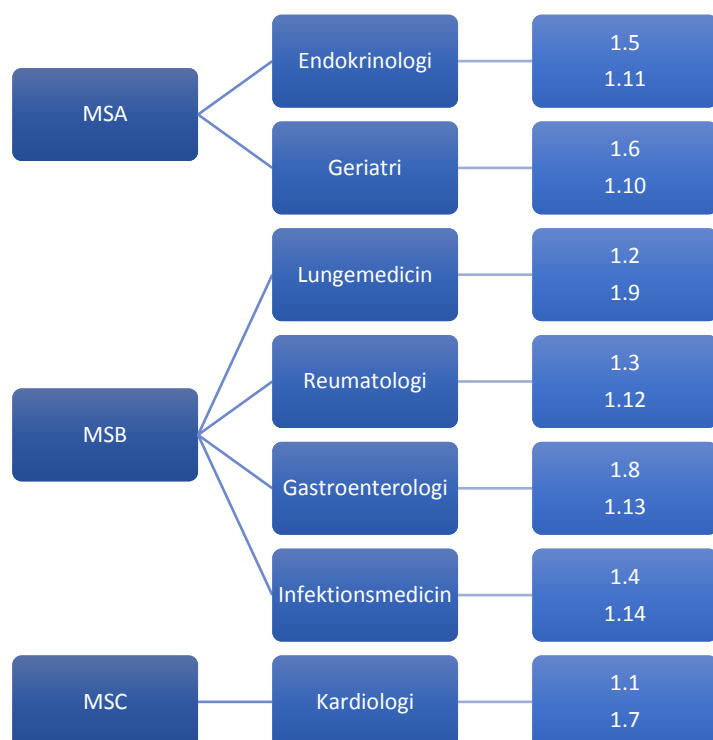 MSA
Endokrinologi
1.5
1.11
Geriatri
1.6
1.10
MSB
Lungemedicin
1.2
1.9
Reumatologi
1.3
1.12
Gastroenterologi
1.8
1.13
Infektionsmedicin
1.4
1.14
MSC
Kardiologi
1.1
1.7